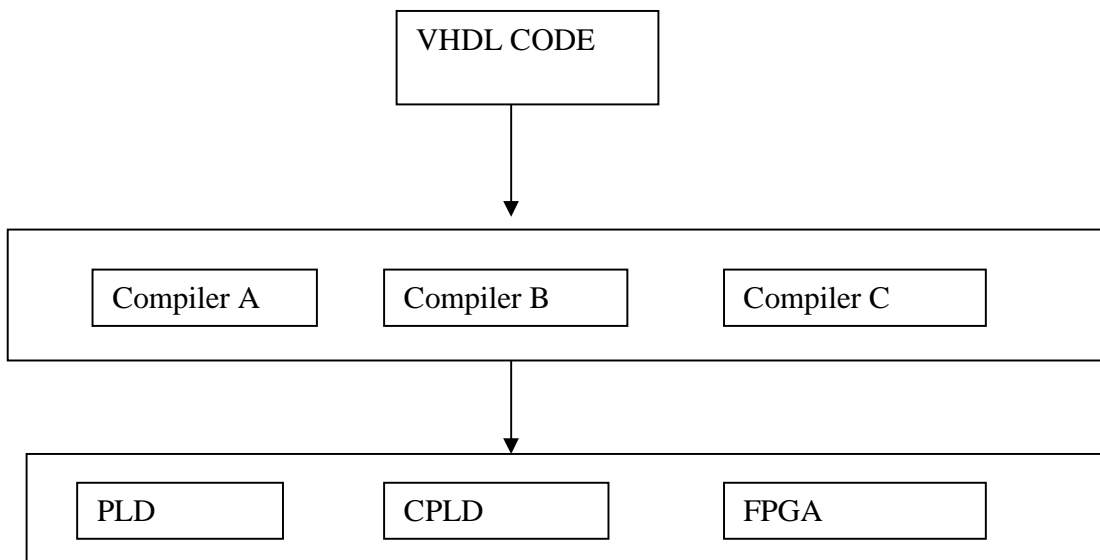 VHDL CODE
Compiler A
Compiler B
Compiler C
PLD
CPLD
FPGA